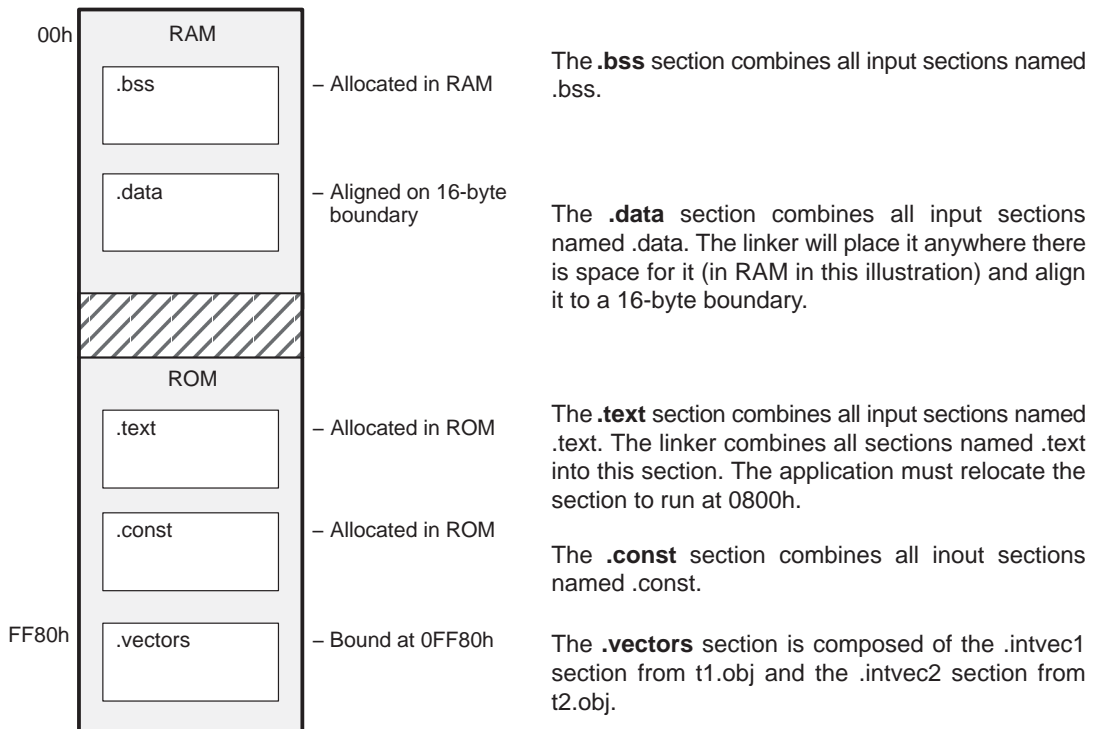 00h
RAM
.bss
– Allocated in RAM
The .bss section combines all input sections named
.bss.
.data
– Aligned on 16-byte
boundary
The .data section combines all input sections
named .data. The linker will place it anywhere there
is space for it (in RAM in this illustration) and align
it to a 16-byte boundary.
ROM
.text
– Allocated in ROM
The .text section combines all input sections named
.text. The linker combines all sections named .text
into this section. The application must relocate the
section to run at 0800h.
.const
– Allocated in ROM
The .const section combines all inout sections
named .const.
FF80h
.vectors
– Bound at 0FF80h
The .vectors section is composed of the .intvec1
section from t1.obj and the .intvec2 section from
t2.obj.